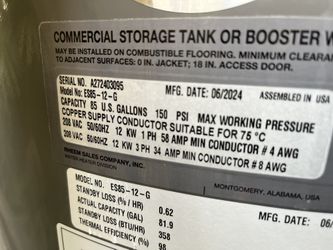 COMMERCIAL STORAGE TANK OR BOOSTER W
INSTALLED ON COMBUSTIBLE FLOORING. MINIMUM CLEARA
TO ADJACENT SURFACES: 0 IN. JACKET; 18 IN. ACCESS DOOR.
SERIAL NO. A272403095 MFG. DATE: 06/2024 ASSEMBLED IN USA
Model No: ES85-12-G
CAPACITY 85 U.S. GALLONS 150 PSI MAX WORKING PRESSURE
COPPER SUPPLY CONDUCTOR SUITABLE FOR 75 °C
208 VAC 50/60HZ 12 KW 1 PH 58 AMP MIN CONDUCTOR # 4 AWG
208 VAC 50/60HZ 12 KW 3 PH 34 AMP MIN CONDUCTOR # 8 AWG
RHEEM SALES COMPANY, INC.
WATER HEATER DIVISION
MONTGOMERY, ALABAMA, USA
Model No: ES85-12-G MFG. DATE: 06/
STANDBY LOSS (% / HR) 0.62
ACTUAL CAPACITY (GAL) 81.9
STANDBY LOSS (BTU/HR) 358
THERMAL EFFICIENCY (%) 98